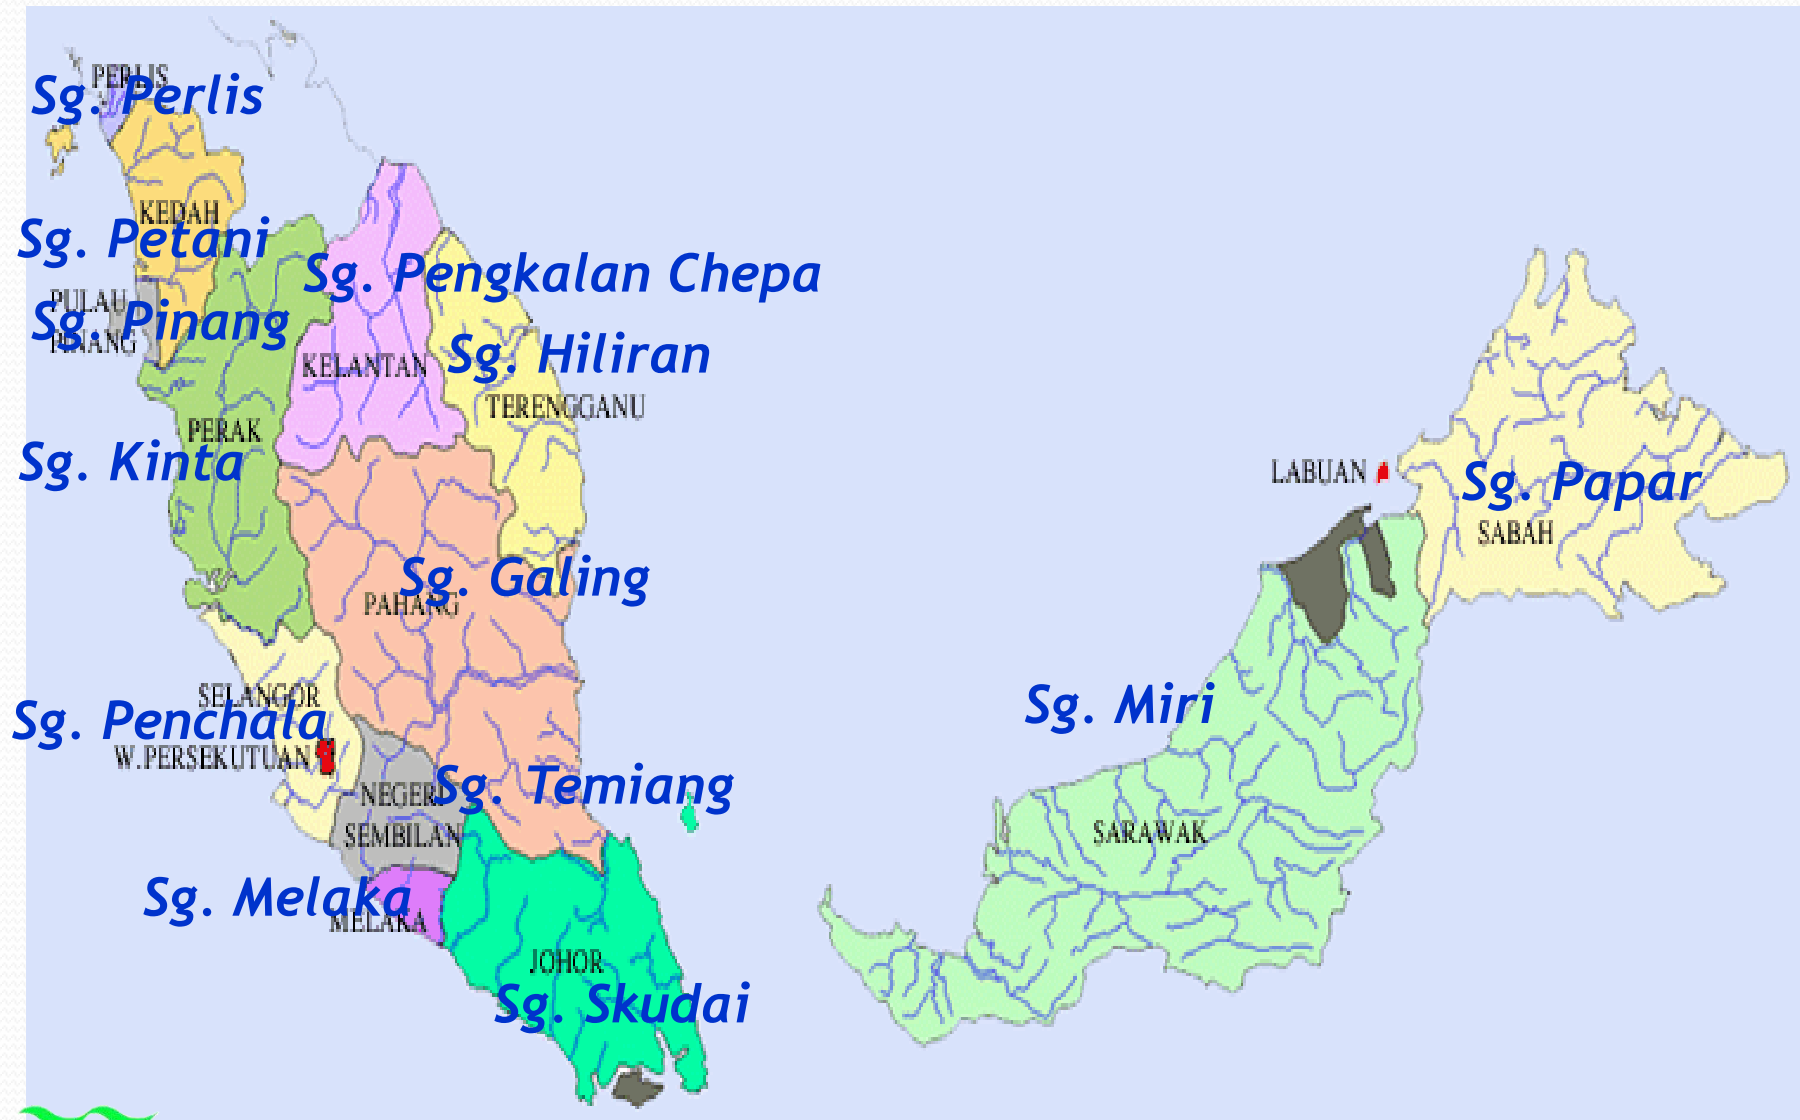 PERLIS
Sg. Perlis
KEDAH
Sg. Petani
Sg. Pengkalan Chepa
PULAU
Sg. Pinang
PINANG
Sg. Hiliran
KELANTAN
TERENGGANU
PERAK
Sg. Kinta
Sg. Galing
PAHANG
SELANGOR
Sg. Penchala
W.PERSEKUTUAN
Sg. Temiang
NEGERI
SEMBILAN
Sg. Melaka
MELAKA
JOHOR
Sg. Skudai
LABUAN
Sg. Papar
SABAH
Sg. Miri
SARAWAK